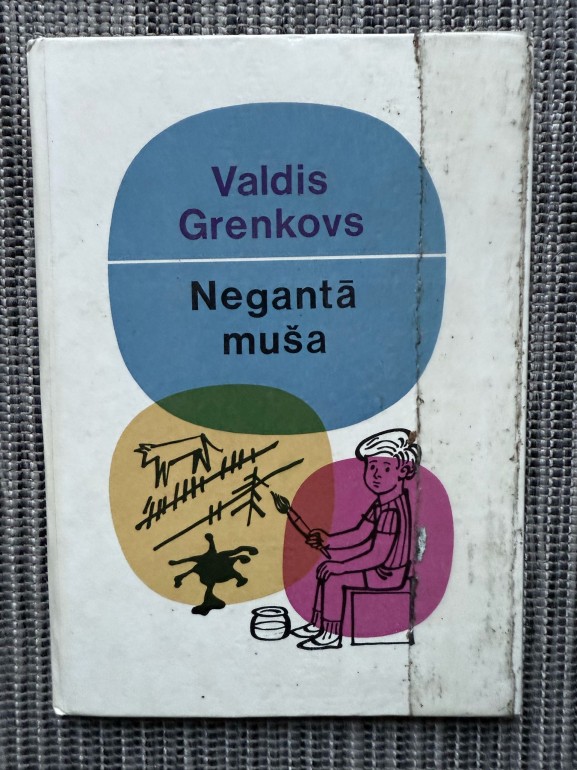 Valdis
Grenkovs
Negantā
muša